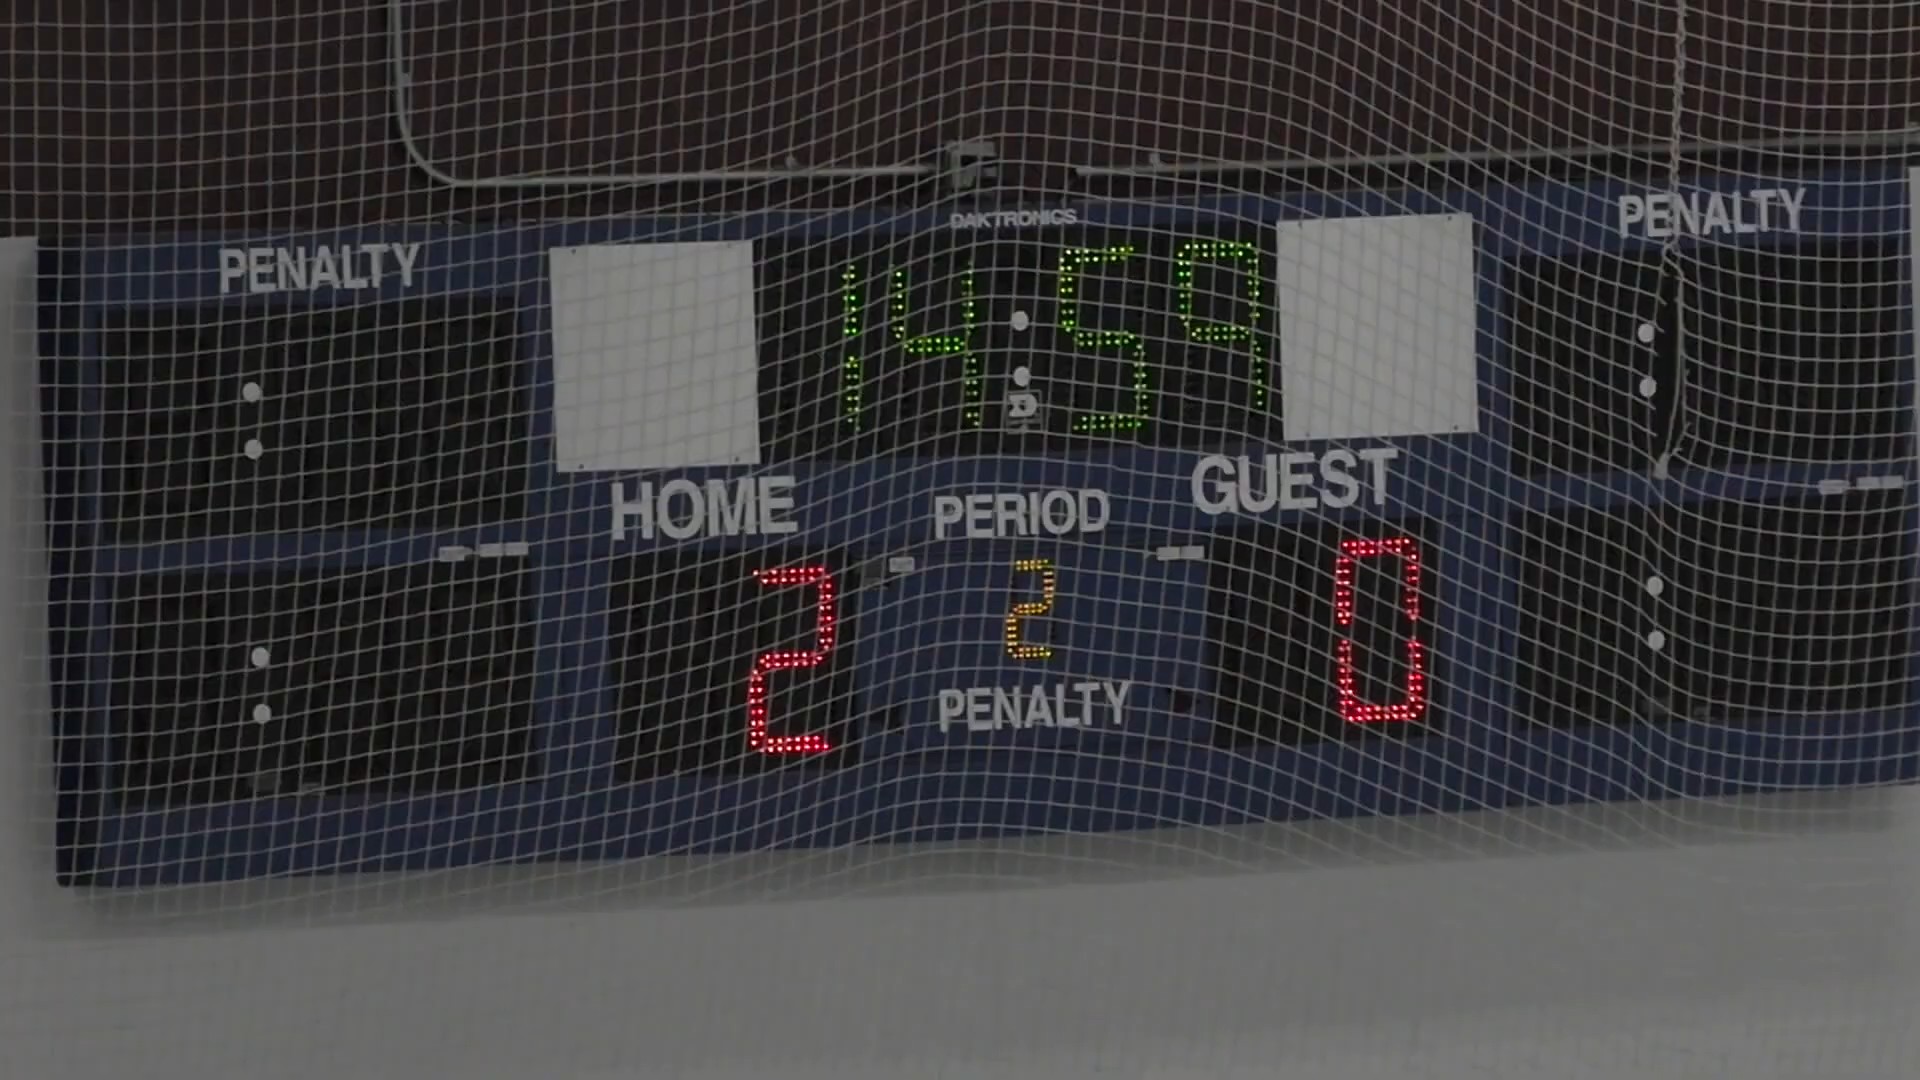 DAKTRONICS
PENALTY
14:59
PENALTY
HOME
PERIOD
GUEST
2
2
0
PENALTY